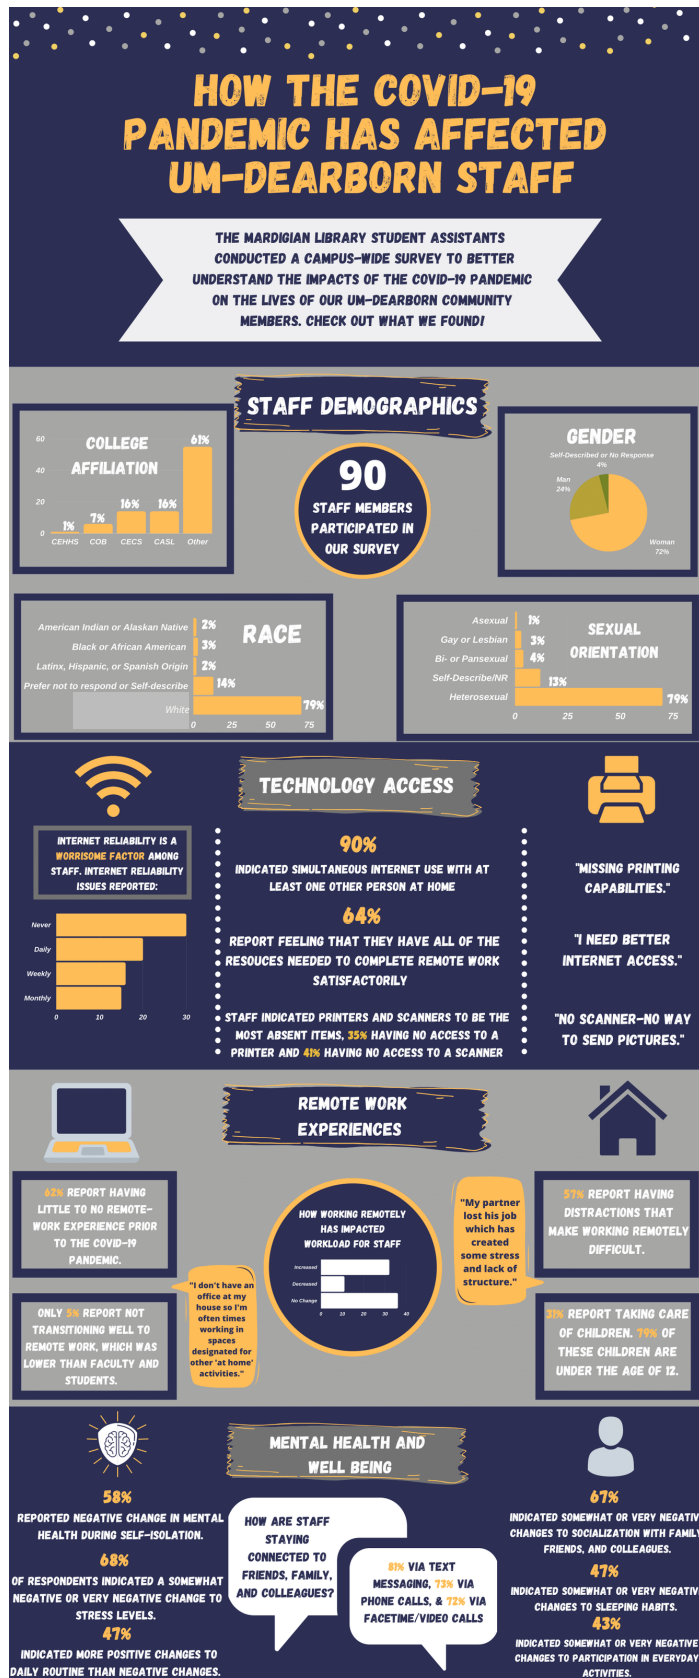 HOW THE COVID-19
PANDEMIC HAS AFFECTED
UM-DEARBORN STAFF
THE MARDIGIAN LIBRARY STUDENT ASSISTANTS
CONDUCTED A CAMPUS-WIDE SURVEY TO BETTER
UNDERSTAND THE IMPACTS OF THE COVID-19 PANDEMIC
ON THE LIVES OF OUR UM-DEARBORN COMMUNITY
MEMBERS. CHECK OUT WHAT WE FOUND!
STAFF DEMOGRAPHICS
COLLEGE
AFFILIATION
60
40
20
0
1%
7%
16%
16%
61%
CEHHS COB CECS CASL Other
90
STAFF MEMBERS
PARTICIPATED IN
OUR SURVEY
GENDER
Self-Described or No Response
4%
Man
24%
Woman
72%
RACE
American Indian or Alaskan Native 2%
Black or African American 3%
Latinx, Hispanic, or Spanish Origin 2%
Prefer not to respond or Self-describe 14%
White 79%
0 25 50 75
SEXUAL
ORIENTATION
Asexual 1%
Gay or Lesbian 3%
Bi- or Pansexual 4%
Self-Describe/NR 13%
Heterosexual 79%
0 25 50 75
TECHNOLOGY ACCESS
INTERNET RELIABILITY IS A
WORRISOME FACTOR AMONG
STAFF. INTERNET RELIABILITY
ISSUES REPORTED:
Never
Daily
Weekly
Monthly
0 10 20 30
90%
INDICATED SIMULTANEOUS INTERNET USE WITH AT
LEAST ONE OTHER PERSON AT HOME
64%
REPORT FEELING THAT THEY HAVE ALL OF THE
RESOUCES NEEDED TO COMPLETE REMOTE WORK
SATISFACTORILY
STAFF INDICATED PRINTERS AND SCANNERS TO BE THE
MOST ABSENT ITEMS, 35% HAVING NO ACCESS TO A
PRINTER AND 41% HAVING NO ACCESS TO A SCANNER
"MISSING PRINTING
CAPABILITIES."
"I NEED BETTER
INTERNET ACCESS."
"NO SCANNER-NO WAY
TO SEND PICTURES."
REMOTE WORK
EXPERIENCES
62% REPORT HAVING
LITTLE TO NO REMOTE-
WORK EXPERIENCE PRIOR
TO THE COVID-19
PANDEMIC.
ONLY 5% REPORT NOT
TRANSITIONING WELL TO
REMOTE WORK, WHICH WAS
LOWER THAN FACULTY AND
STUDENTS.
"I don't have an
office at my
house so I'm
often times
working in
spaces
designated for
other 'at home'
activities."
HOW WORKING REMOTELY
HAS IMPACTED
WORKLOAD FOR STAFF
Increased
Decreased
No Change
0 10 20 30 40
"My partner
lost his job
which has
created
some stress
and lack of
structure."
57% REPORT HAVING
DISTRACTIONS THAT
MAKE WORKING REMOTELY
DIFFICULT.
31% REPORT TAKING CARE
OF CHILDREN. 79% OF
THESE CHILDREN ARE
UNDER THE AGE OF 12.
MENTAL HEALTH AND
WELL BEING
58%
REPORTED NEGATIVE CHANGE IN MENTAL
HEALTH DURING SELF-ISOLATION.
68%
OF RESPONDENTS INDICATED A SOMEWHAT
NEGATIVE OR VERY NEGATIVE CHANGE TO
STRESS LEVELS.
47%
INDICATED MORE POSITIVE CHANGES TO
DAILY ROUTINE THAN NEGATIVE CHANGES.
HOW ARE STAFF
STAYING
CONNECTED TO
FRIENDS, FAMILY,
AND COLLEAGUES?
81% VIA TEXT
MESSAGING, 73% VIA
PHONE CALLS, & 72% VIA
FACETIME/VIDEO CALLS
67%
INDICATED SOMEWHAT OR VERY NEGATIV
CHANGES TO SOCIALIZATION WITH FAMILY
FRIENDS, AND COLLEAGUES.
47%
INDICATED SOMEWHAT OR VERY NEGATIV
CHANGES TO SLEEPING HABITS.
43%
INDICATED SOMEWHAT OR VERY NEGATIVE
CHANGES TO PARTICIPATION IN EVERYDAY
ACTIVITIES.